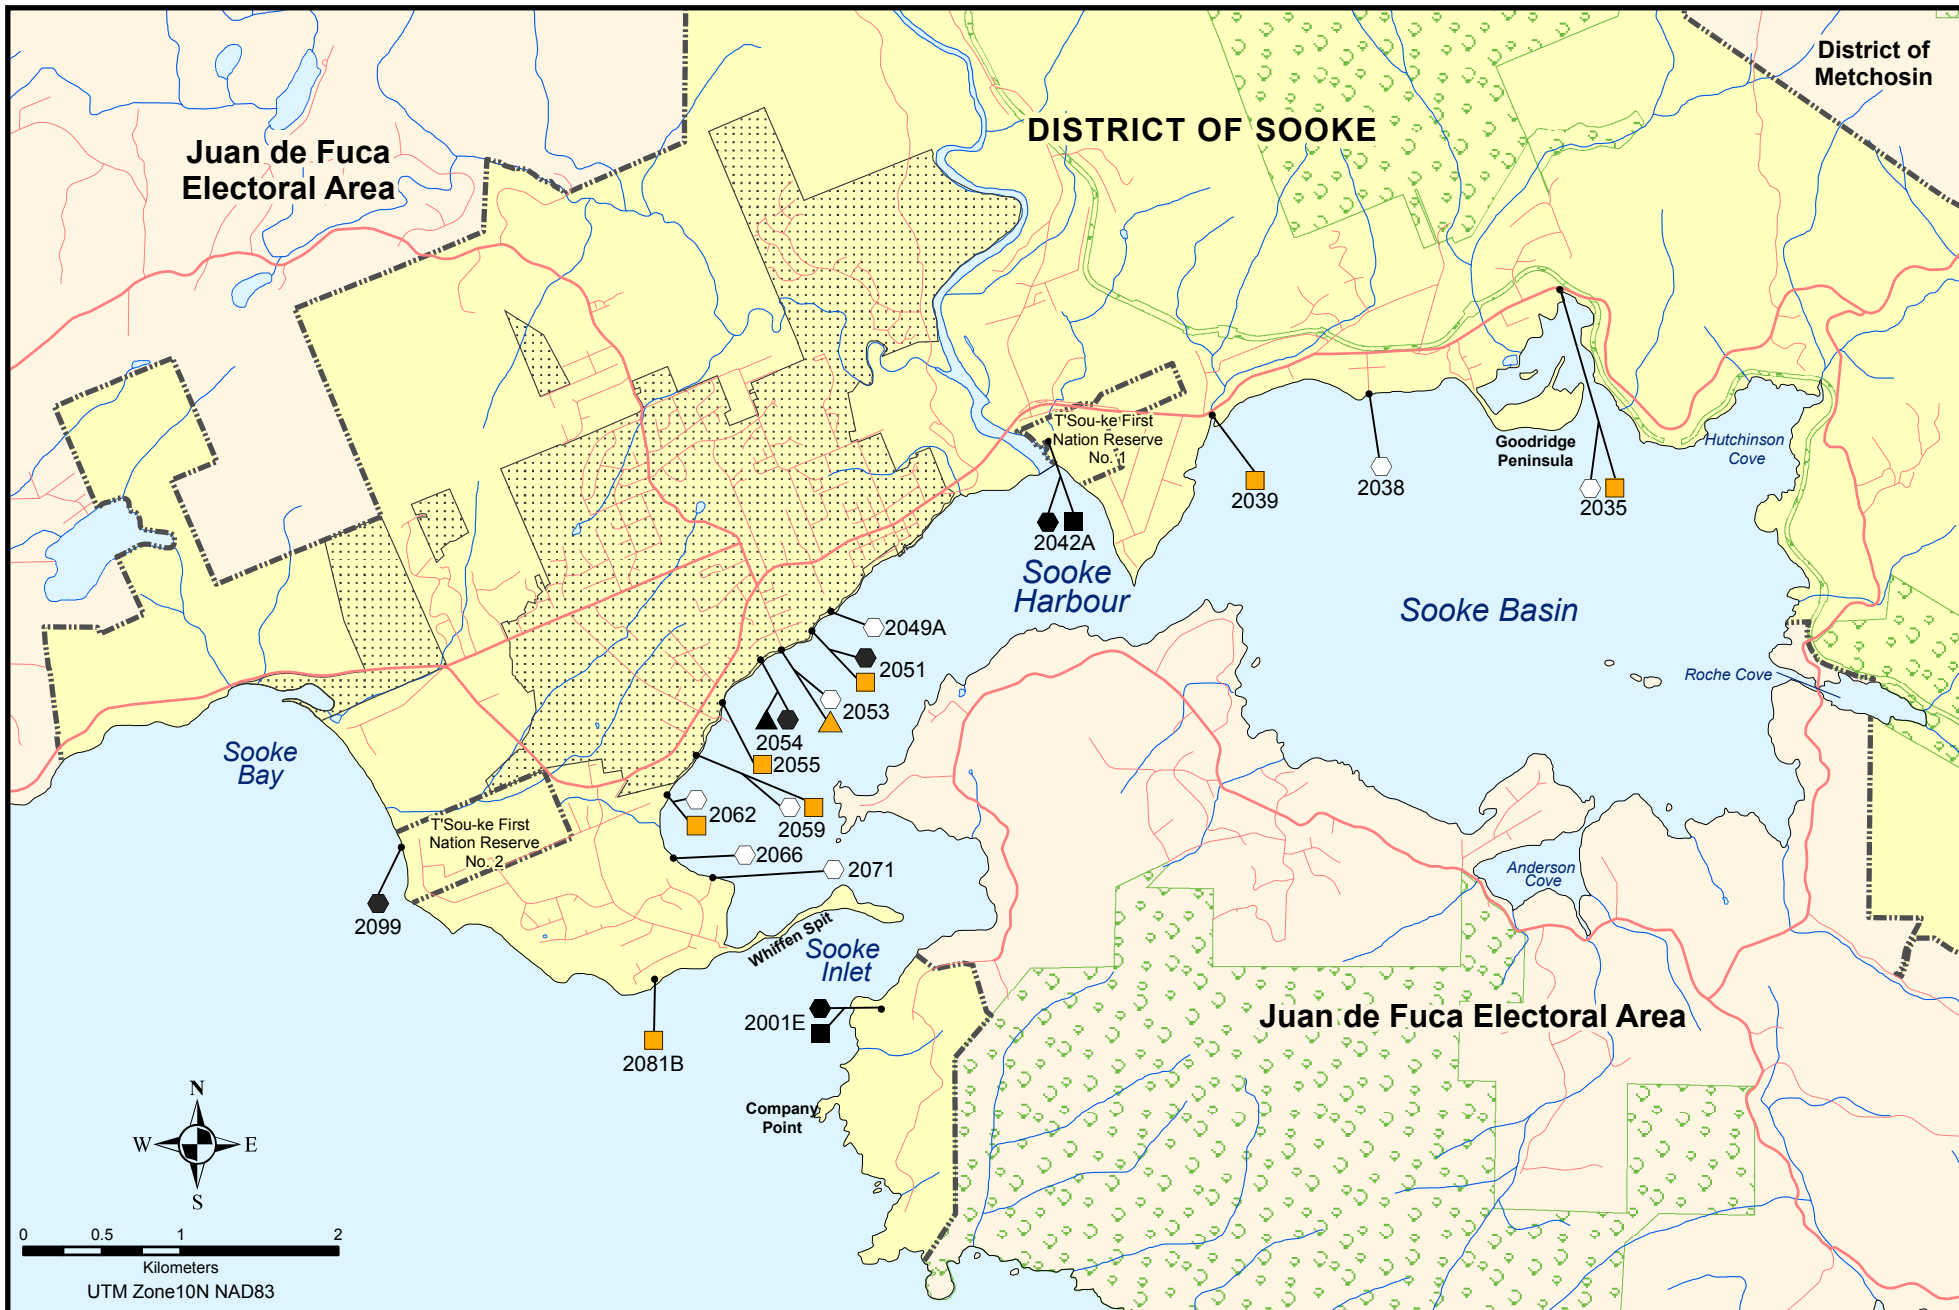 District of
Metchosin
DISTRICT OF SOOKE
Juan de Fuca
Electoral Area
T'Sou-ke First
Nation Reserve
No. 1
Goodridge
Peninsula
Hutchinson
Cove
2039
2038
2035
2042A
Sooke
Harbour
Sooke Basin
2049A
2051
Roche Cove
2053
2054
2055
Sooke
Bay
2062
2059
T'Sou-ke First
Nation Reserve
No. 2
2066
2071
Anderson
Cove
2099
Whiffen Spit
Sooke
Inlet
2001E
Juan de Fuca Electoral Area
2081B
Company
Point
N
W
E
S
0
0.5
1
2
Kilometers
UTM Zone10N NAD83